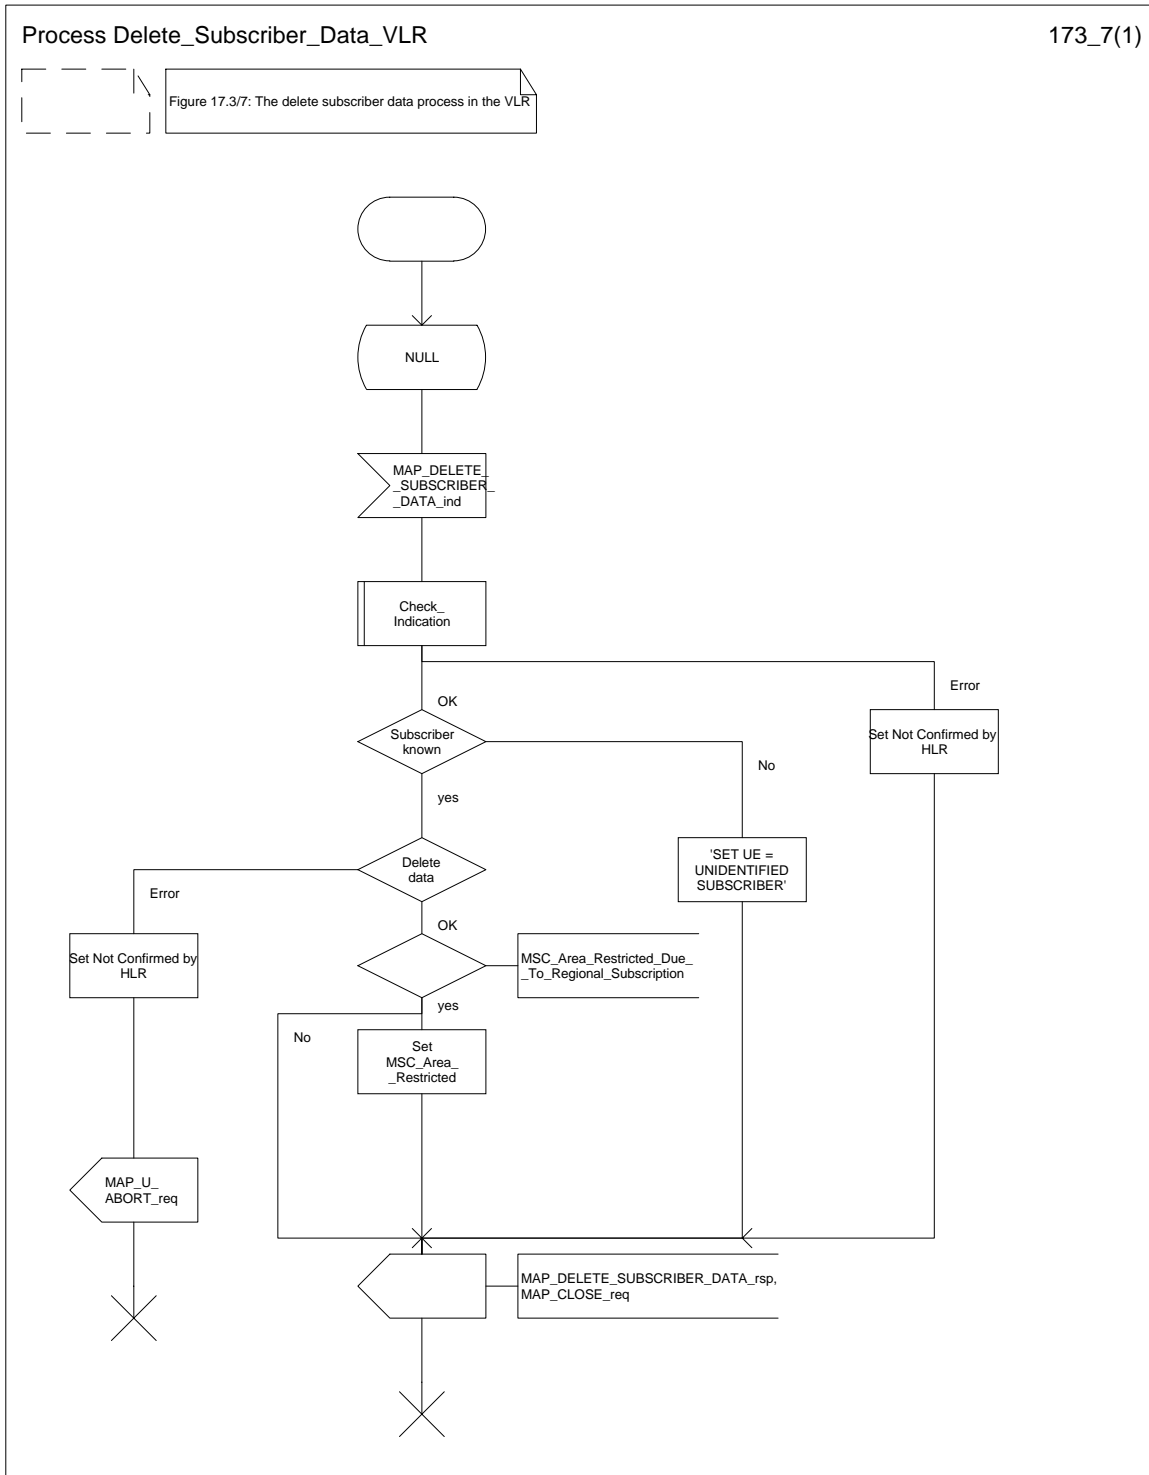 Process Delete_Subscriber_Data_VLR
173_7(1)
Figure 17.3/7: The delete subscriber data process in the VLR
NULL
MAP_DELETE_
_SUBSCRIBER_
_DATA_ind
Check_
Indication
Error
OK
Subscriber
known
Set Not Confirmed by
HLR
No
yes
'SET UE =
UNIDENTIFIED
SUBSCRIBER'
Delete
data
Error
OK
Set Not Confirmed by
HLR
MSC_Area_Restricted_Due_
_To_Regional_Subscription
yes
No
Set
MSC_Area_
_Restricted
MAP_U_
ABORT_req
MAP_DELETE_SUBSCRIBER_DATA_rsp,
MAP_CLOSE_req